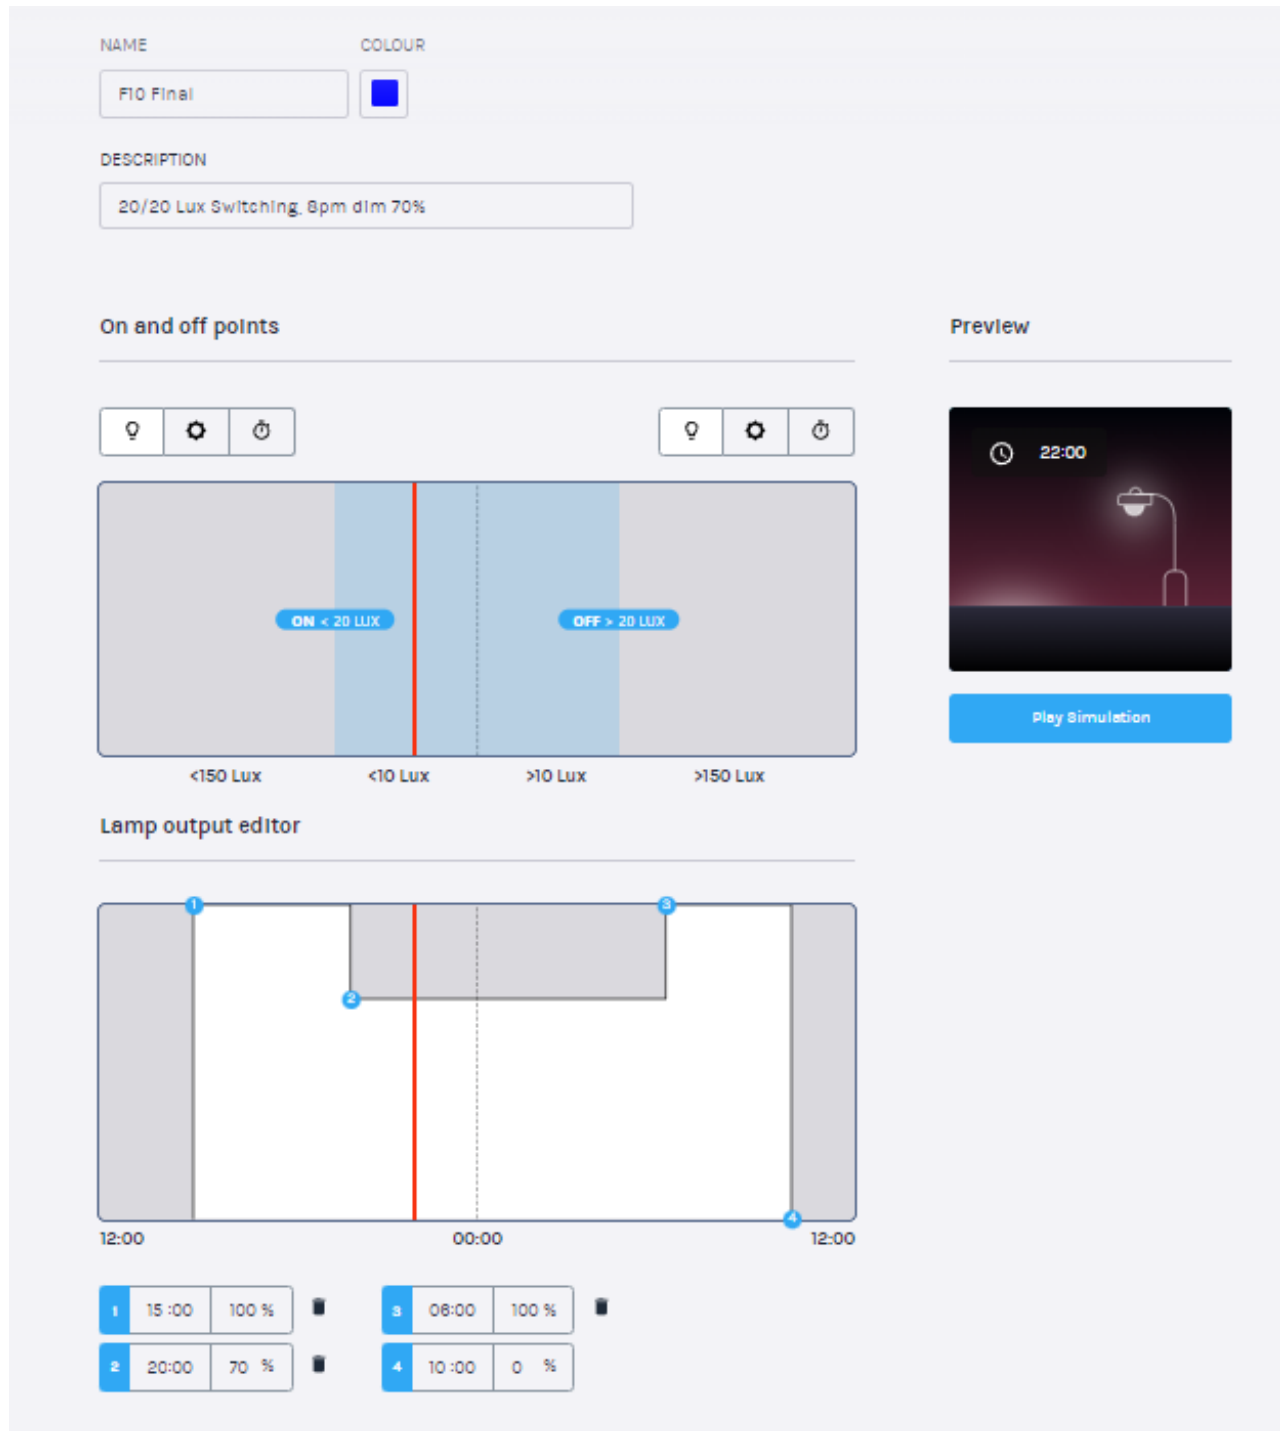 NAME COLOUR
F10 Final
DESCRIPTION
20/20 Lux Switching, 8pm dim 70%
On and off points
Preview
22:00
ON < 20 LUX
OFF > 20 LUX
Play Simulation
<150 Lux <10 Lux >10 Lux >150 Lux
Lamp output editor
1
3
2
4
12:00 00:00 12:00
1 15:00 100 %
3 06:00 100 %
2 20:00 70 %
4 10:00 0 %